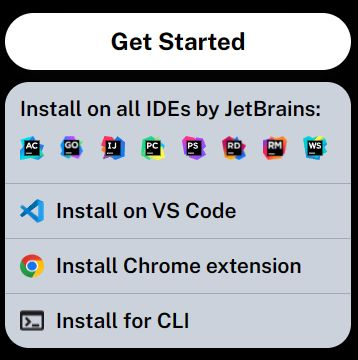 Get Started
Install on all IDEs by JetBrains:
AC GO IJ PC PS RD RM WS
Install on VS Code
Install Chrome extension
Install for CLI